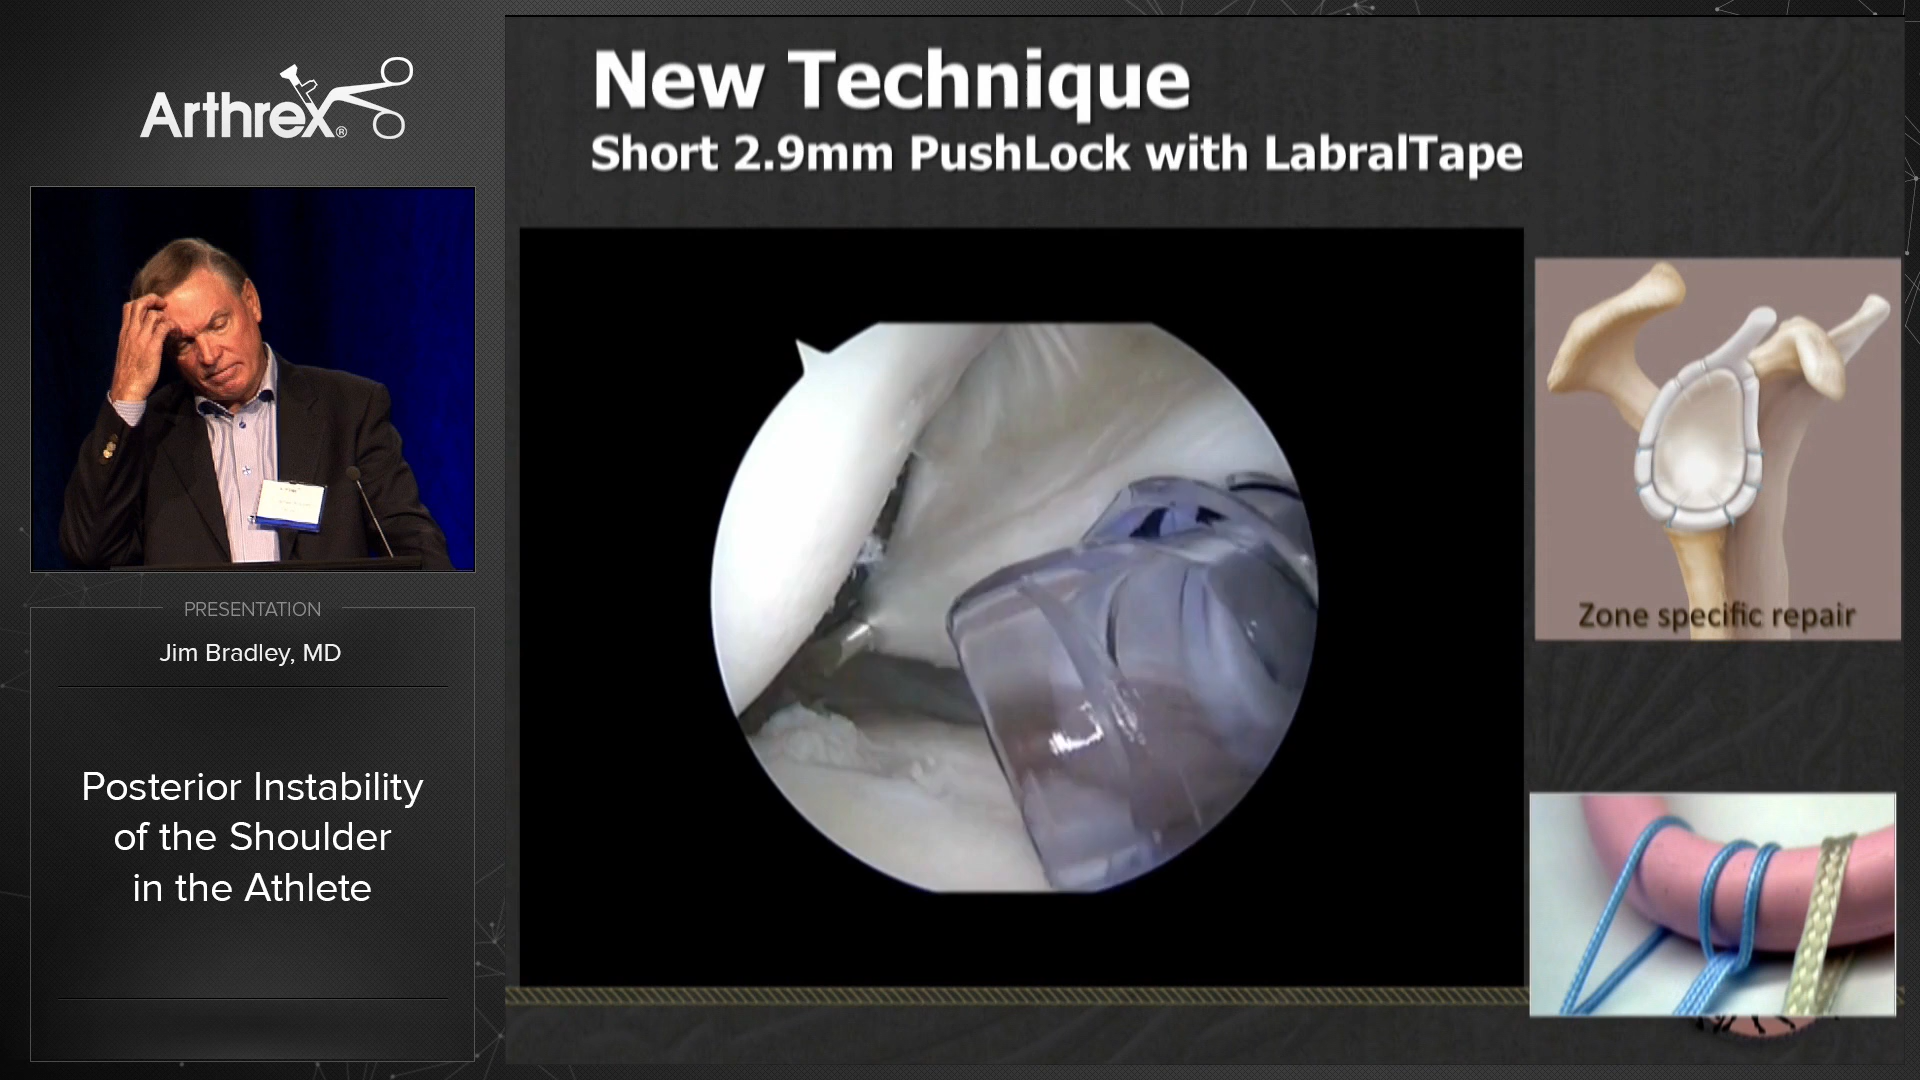 Arthrex®
PRESENTATION
Jim Bradley, MD
Posterior Instability
of the Shoulder
in the Athlete
New Technique
Short 2.9mm PushLock with LabralTape
Zone specific repair